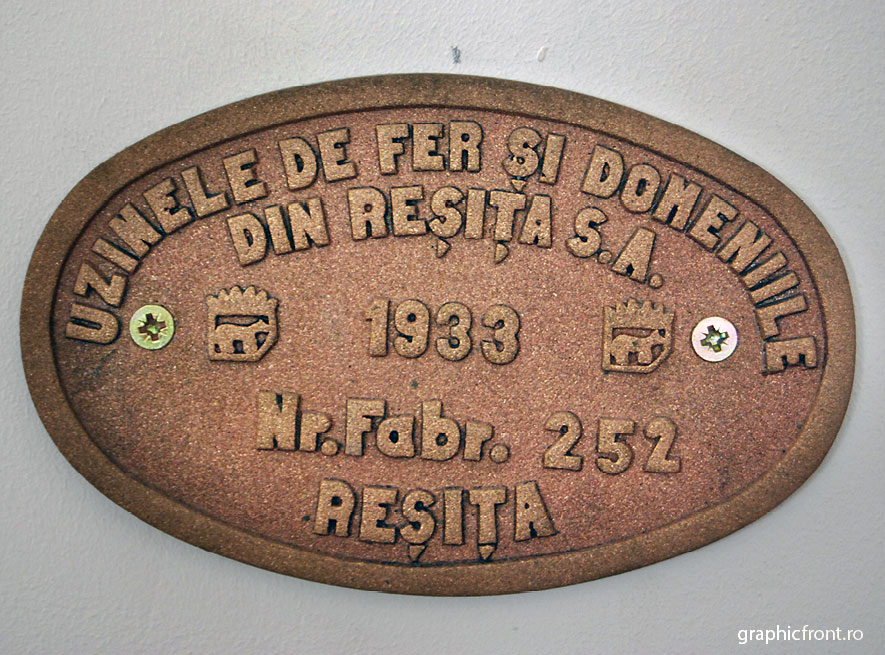 UZINELE DE FER ȘI DOMENIILE
DIN REȘIȚA S.A.
1933
Nr.Fabr. 252
REȘIȚA
graphicfront.ro